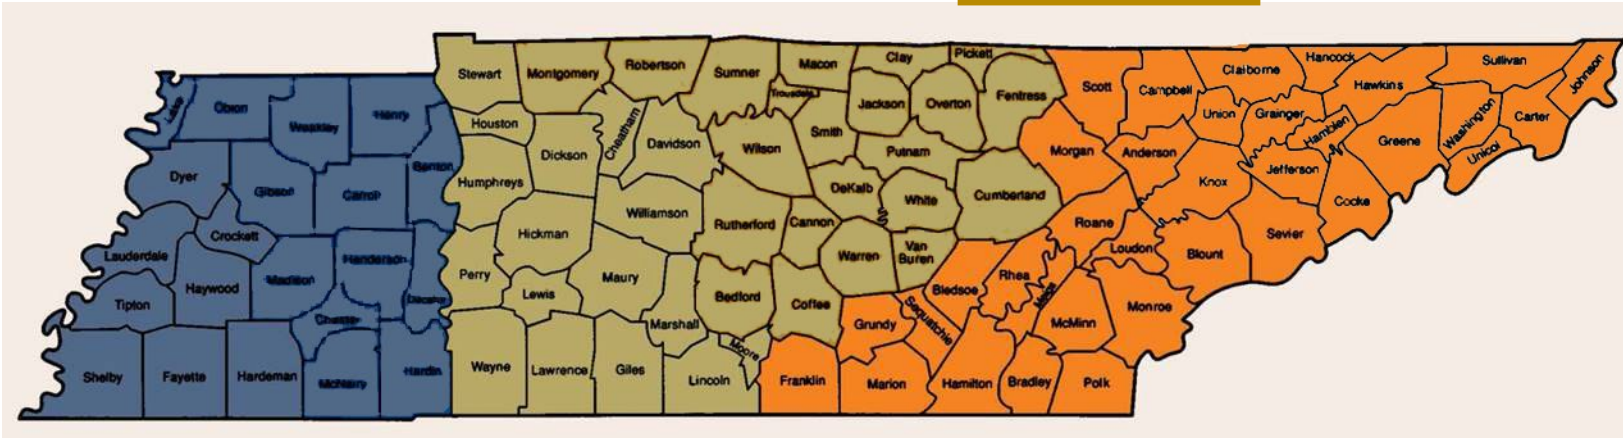 Stewart
Montgomery
Robertson
Sumner
Macon
Clay
Pickett
Trousdale
Jackson
Overton
Fentress
Scott
Campbell
Claiborne
Hancock
Hawkins
Sullivan
Johnson
Lake
Obion
Weakley
Henry
Houston
Cheatham
Davidson
Wilson
Smith
Putnam
Morgan
Anderson
Union
Grainger
Hamblen
Greene
Washington
Carter
Unicoi
Dyer
Gibson
Carroll
Benton
Humphreys
Dickson
Williamson
Rutherford
Cannon
DeKalb
White
Cumberland
Roane
Knox
Jefferson
Cocke
Lauderdale
Crockett
Haywood
Madison
Henderson
Decatur
Perry
Hickman
Lewis
Maury
Bedford
Coffee
Warren
Van
Buren
Bledsoe
Rhea
Meigs
Loudon
Blount
Sevier
Tipton
Chester
Marshall
Moore
Grundy
Sequatchie
McMinn
Monroe
Shelby
Fayette
Hardeman
McNairy
Hardin
Wayne
Lawrence
Giles
Lincoln
Franklin
Marion
Hamilton
Bradley
Polk